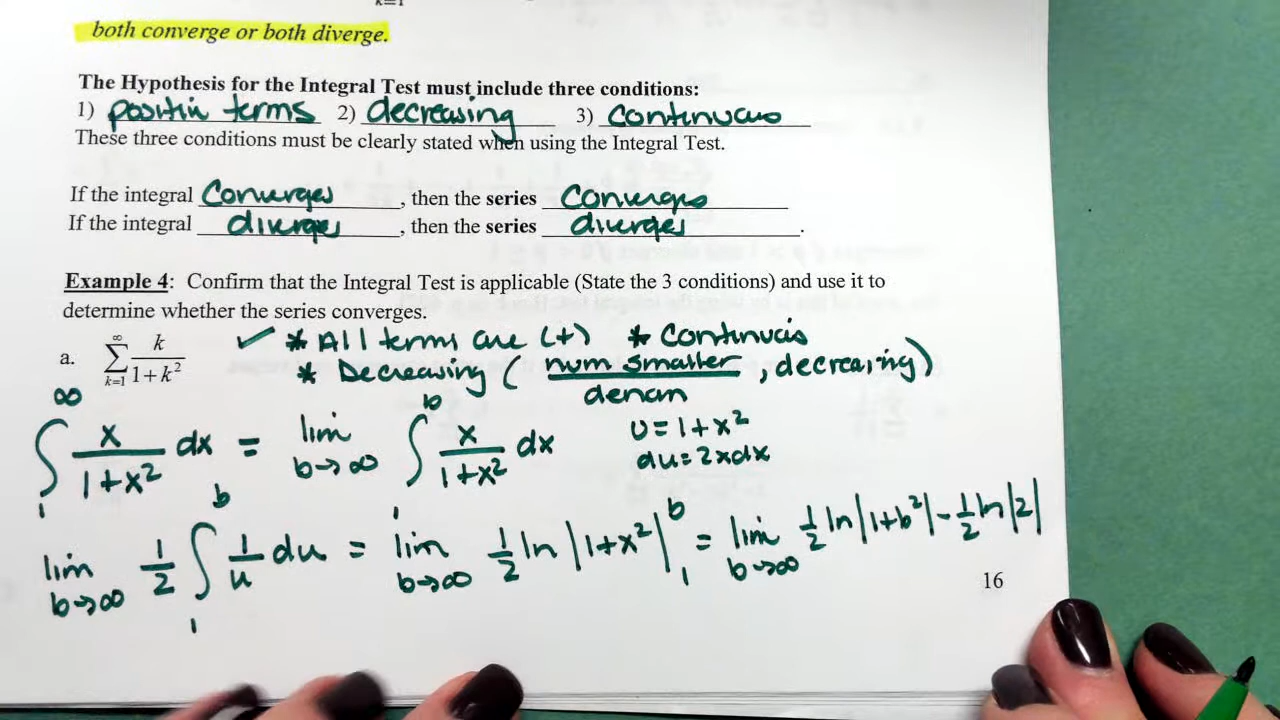 both converge or both diverge.
The Hypothesis for the Integral Test must include three conditions:
1) positive terms 2) decreasing 3) continuous
These three conditions must be clearly stated when using the Integral Test.
If the integral converges, then the series converges
If the integral diverges, then the series diverges.
Example 4: Confirm that the Integral Test is applicable (State the 3 conditions) and use it to
determine whether the series converges.
a. ∑_{k=1}^{∞} k/(1+k²) ✓ * All terms are (+) * Continuous
* Decreasing ( num smaller / denom , decreasing)
∫_1^∞ x/(1+x²) dx = lim_{b→∞} ∫_1^b x/(1+x²) dx u=1+x²
du=2xdx
lim_{b→∞} 1/2 ∫_1^b 1/u du = lim_{b→∞} 1/2 ln|1+x²| |_1^b = lim_{b→∞} 1/2 ln|1+b²| - 1/2 ln|2|
16